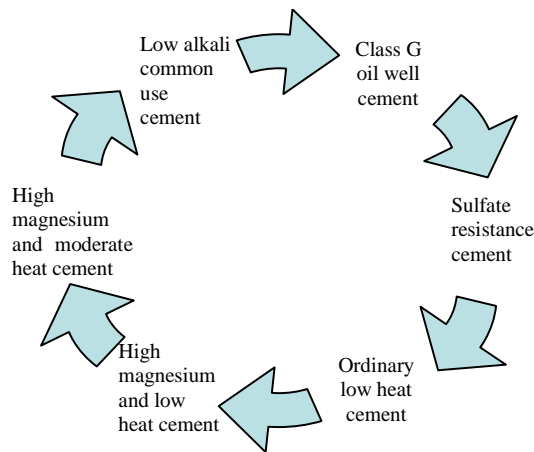 Low alkali
common
use
cement
Class G
oil well
cement
Sulfate
resistance
cement
Ordinary
low heat
cement
High
magnesium
and low
heat cement
High
magnesium
and moderate
heat cement